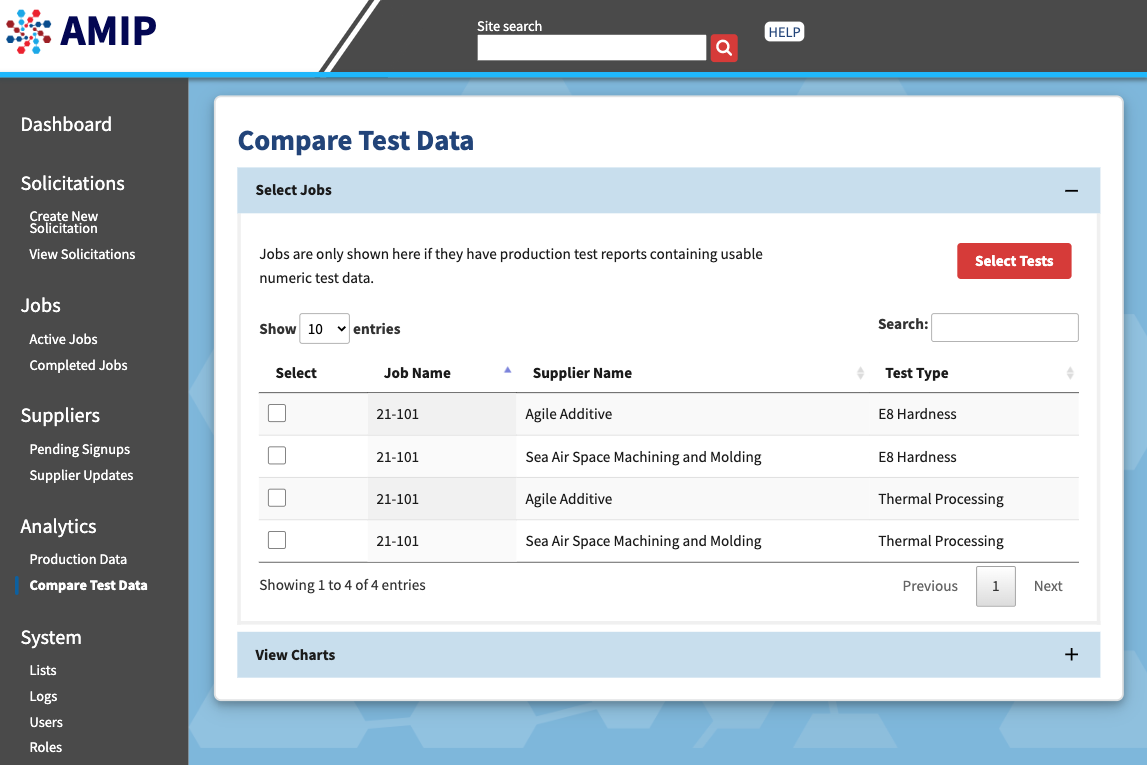 AMIP
Site search
HELP
Dashboard
Solicitations
Create New
Solicitation
View Solicitations
Jobs
Active Jobs
Completed Jobs
Suppliers
Pending Signups
Supplier Updates
Analytics
Production Data
Compare Test Data
System
Lists
Logs
Users
Roles
Compare Test Data
Select Jobs
Jobs are only shown here if they have production test reports containing usable
numeric test data.
Select Tests
Show 10 entries
Search:
Select Job Name Supplier Name Test Type
21-101 Agile Additive E8 Hardness
21-101 Sea Air Space Machining and Molding E8 Hardness
21-101 Agile Additive Thermal Processing
21-101 Sea Air Space Machining and Molding Thermal Processing
Showing 1 to 4 of 4 entries
Previous 1 Next
View Charts